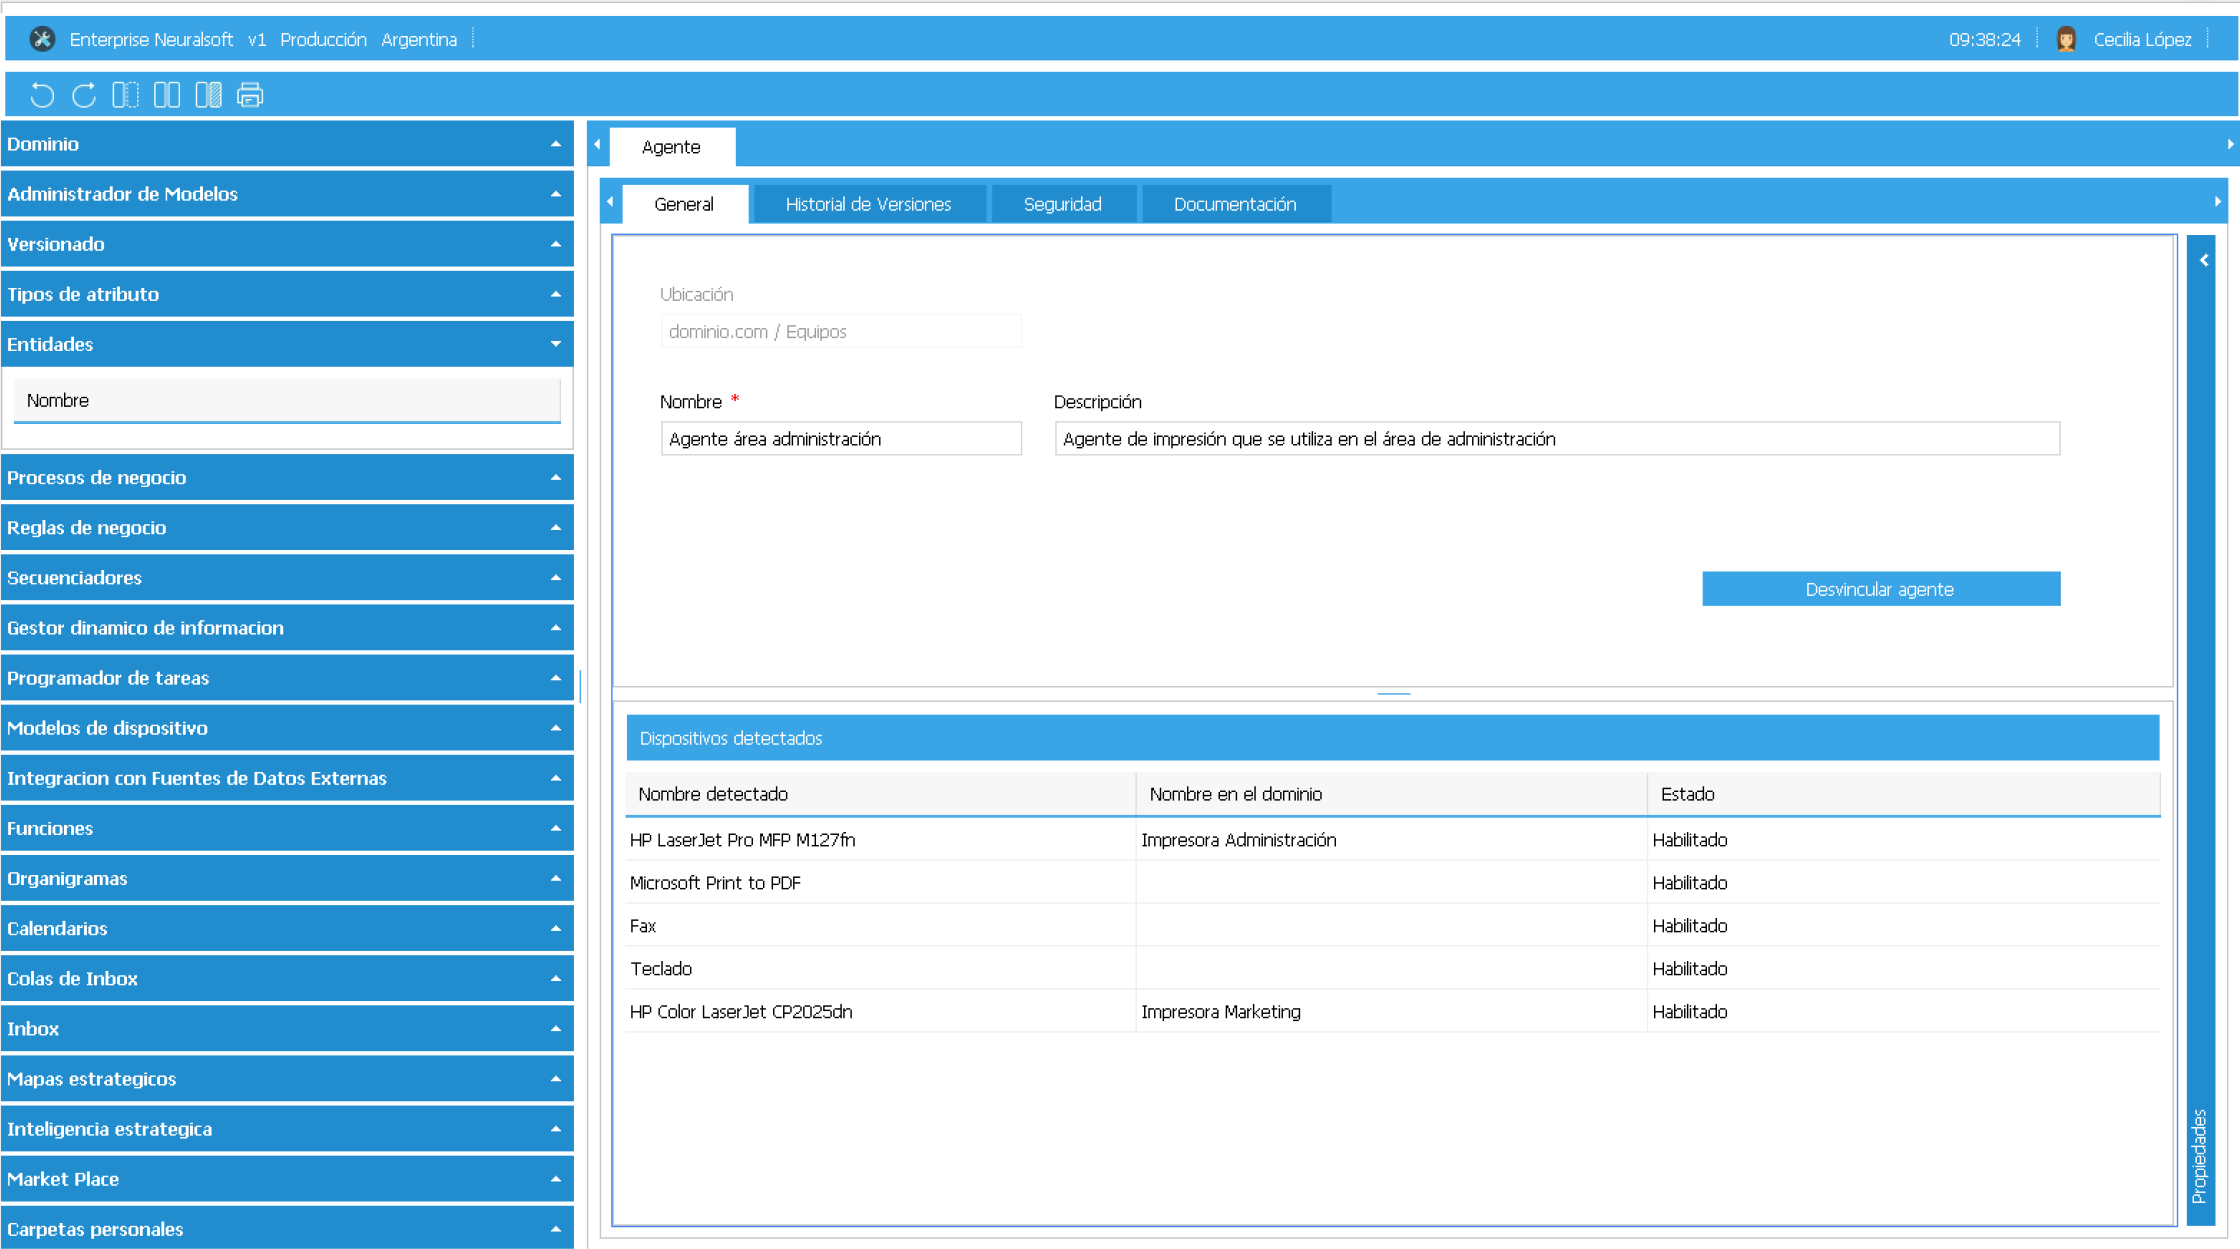 Enterprise Neuralsoft v1 Producción Argentina
09:38:24 Cecilia López
Dominio
Administrador de Modelos
Versionado
Tipos de atributo
Entidades
Nombre
Procesos de negocio
Reglas de negocio
Secuenciadores
Gestor dinamico de informacion
Programador de tareas
Modelos de dispositivo
Integracion con Fuentes de Datos Externas
Funciones
Organigramas
Calendarios
Colas de Inbox
Inbox
Mapas estrategicos
Inteligencia estrategica
Market Place
Carpetas personales
Agente
General Historial de Versiones Seguridad Documentación
Ubicación
dominio.com / Equipos
Nombre * Descripción
Agente área administración Agente de impresión que se utiliza en el área de administración
Desvincular agente
Dispositivos detectados
Nombre detectado Nombre en el dominio Estado
HP LaserJet Pro MFP M127fn Impresora Administración Habilitado
Microsoft Print to PDF Habilitado
Fax Habilitado
Teclado Habilitado
HP Color LaserJet CP2025dn Impresora Marketing Habilitado
Propiedades